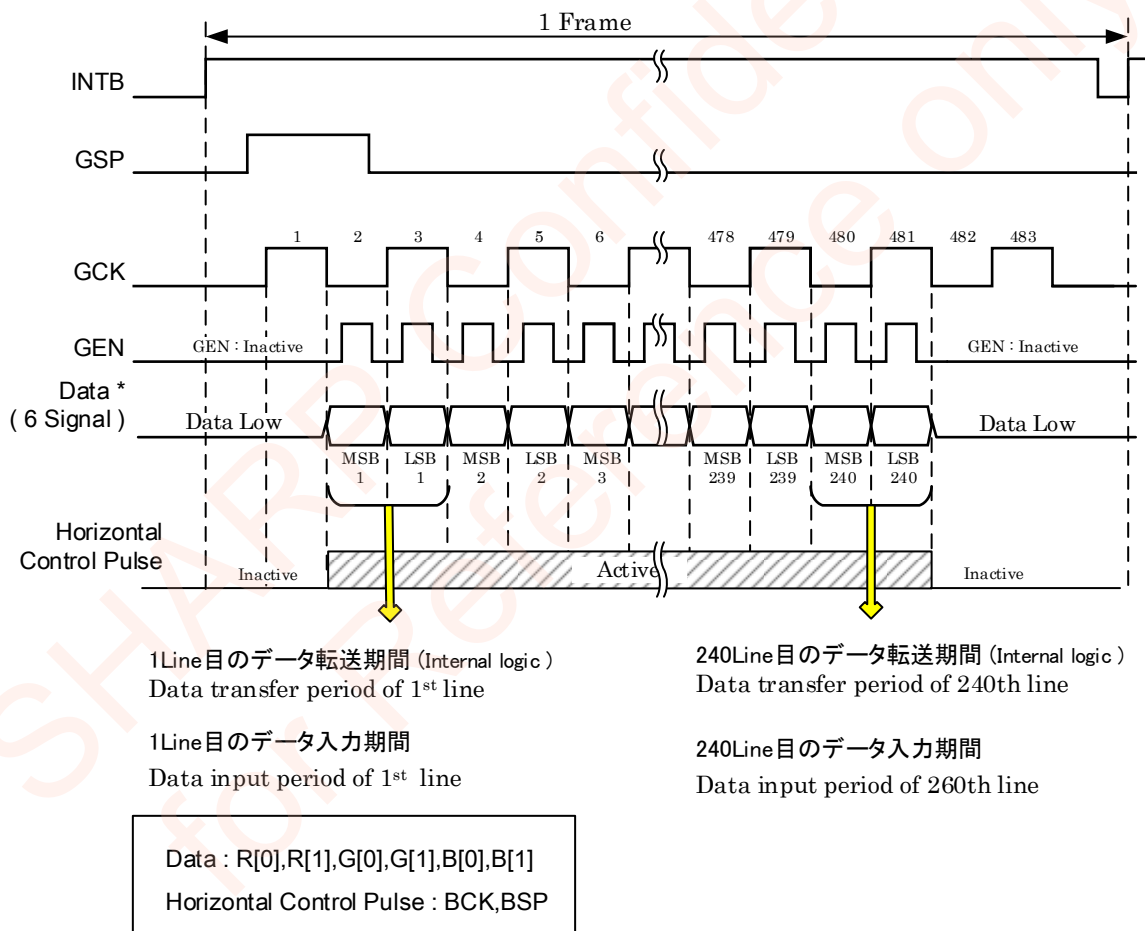 1 Frame
INTB
GSP
1 2 3 4 5 6 478 479 480 481 482 483
GCK
GEN
GEN : Inactive
GEN : Inactive
Data *
( 6 Signal )
Data Low
Data Low
MSB 1
LSB 1
MSB 2
LSB 2
MSB 3
MSB 239
LSB 239
MSB 240
LSB 240
Horizontal
Control Pulse
Inactive
Active
Inactive
1Line目のデータ転送期間 (Internal logic )
Data transfer period of 1st line
1Line目のデータ入力期間
Data input period of 1st line
240Line目のデータ転送期間 (Internal logic )
Data transfer period of 240th line
240Line目のデータ入力期間
Data input period of 260th line
Data : R[0],R[1],G[0],G[1],B[0],B[1]
Horizontal Control Pulse : BCK,BSP
SHARP Confide
for Reference only